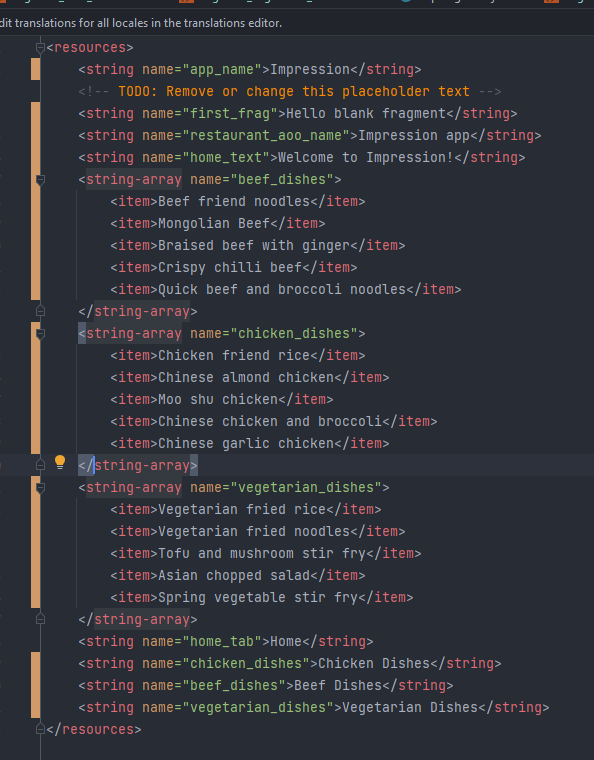 dit translations for all locales in the translations editor.
<resources>
<string name="app_name">Impression</string>
<!-- TODO: Remove or change this placeholder text -->
<string name="first_frag">Hello blank fragment</string>
<string name="restaurant_aoo_name">Impression app</string>
<string name="home_text">Welcome to Impression!</string>
<string-array name="beef_dishes">
<item>Beef friend noodles</item>
<item>Mongolian Beef</item>
<item>Braised beef with ginger</item>
<item>Crispy chilli beef</item>
<item>Quick beef and broccoli noodles</item>
</string-array>
<string-array name="chicken_dishes">
<item>Chicken friend rice</item>
<item>Chinese almond chicken</item>
<item>Moo shu chicken</item>
<item>Chinese chicken and broccoli</item>
<item>Chinese garlic chicken</item>
</string-array>
<string-array name="vegetarian_dishes">
<item>Vegetarian fried rice</item>
<item>Vegetarian fried noodles</item>
<item>Tofu and mushroom stir fry</item>
<item>Asian chopped salad</item>
<item>Spring vegetable stir fry</item>
</string-array>
<string name="home_tab">Home</string>
<string name="chicken_dishes">Chicken Dishes</string>
<string name="beef_dishes">Beef Dishes</string>
<string name="vegetarian_dishes">Vegetarian Dishes</string>
</resources>